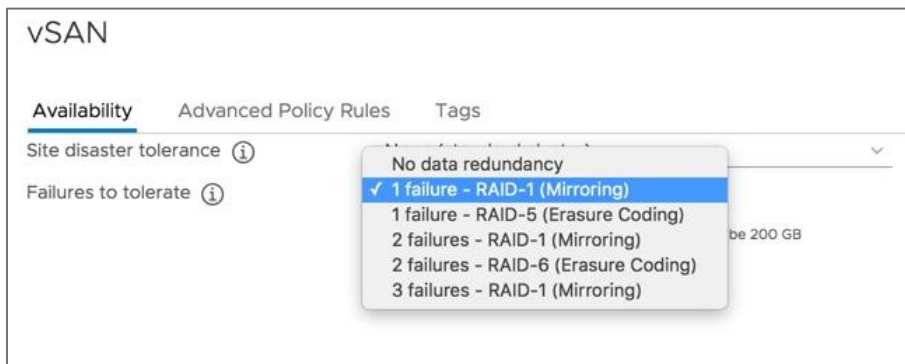 vSAN
Availability Advanced Policy Rules Tags
Site disaster tolerance
No data redundancy
Failures to tolerate
✓ 1 failure - RAID-1 (Mirroring)
1 failure - RAID-5 (Erasure Coding)
2 failures - RAID-1 (Mirroring)
be 200 GB
2 failures - RAID-6 (Erasure Coding)
3 failures - RAID-1 (Mirroring)